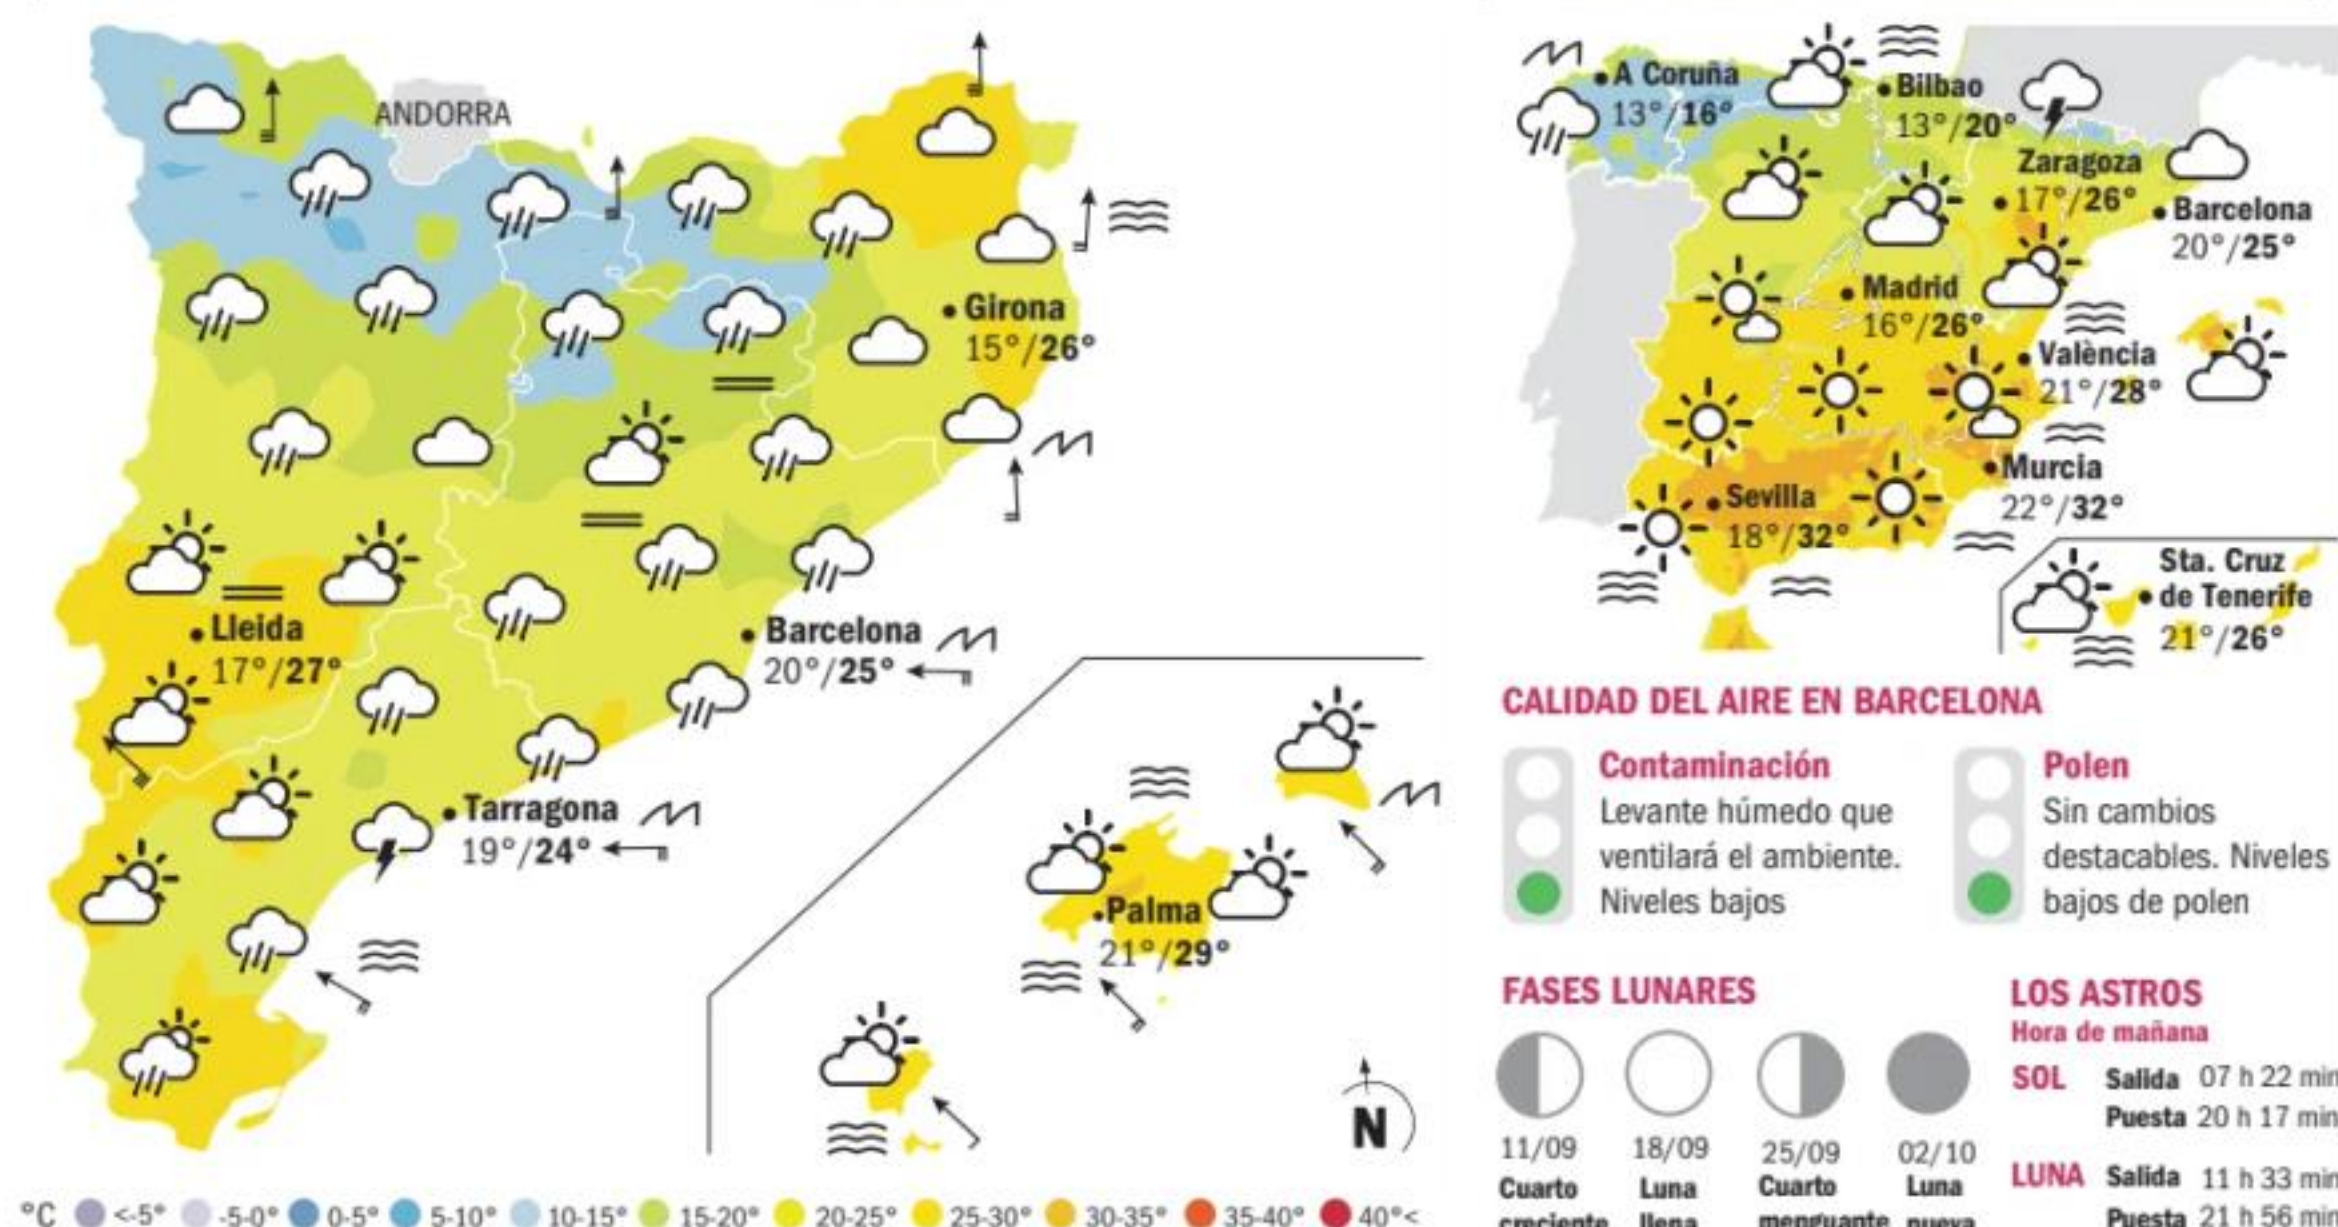 ANDORRA
Girona
15°/26°
Lleida
17°/27°
Barcelona
20°/25°
Tarragona
19°/24°
Palma
21°/29°
N
°C <-5° -5-0° 0-5° 5-10° 10-15° 15-20° 20-25° 25-30° 30-35° 35-40° 40°<
A Coruña
13°/16°
Bilbao
13°/20°
Zaragoza
17°/26°
Barcelona
20°/25°
Madrid
16°/26°
València
21°/28°
Murcia
22°/32°
Sevilla
18°/32°
Sta. Cruz
de Tenerife
21°/26°
CALIDAD DEL AIRE EN BARCELONA
Contaminación
Levante húmedo que
ventilará el ambiente.
Niveles bajos
Polen
Sin cambios
destacables. Niveles
bajos de polen
FASES LUNARES
11/09
Cuarto
creciente
18/09
Luna
llena
25/09
Cuarto
menguante
02/10
Luna
nueva
LOS ASTROS
Hora de mañana
SOL Salida 07 h 22 min
Puesta 20 h 17 min
LUNA Salida 11 h 33 min
Puesta 21 h 56 min